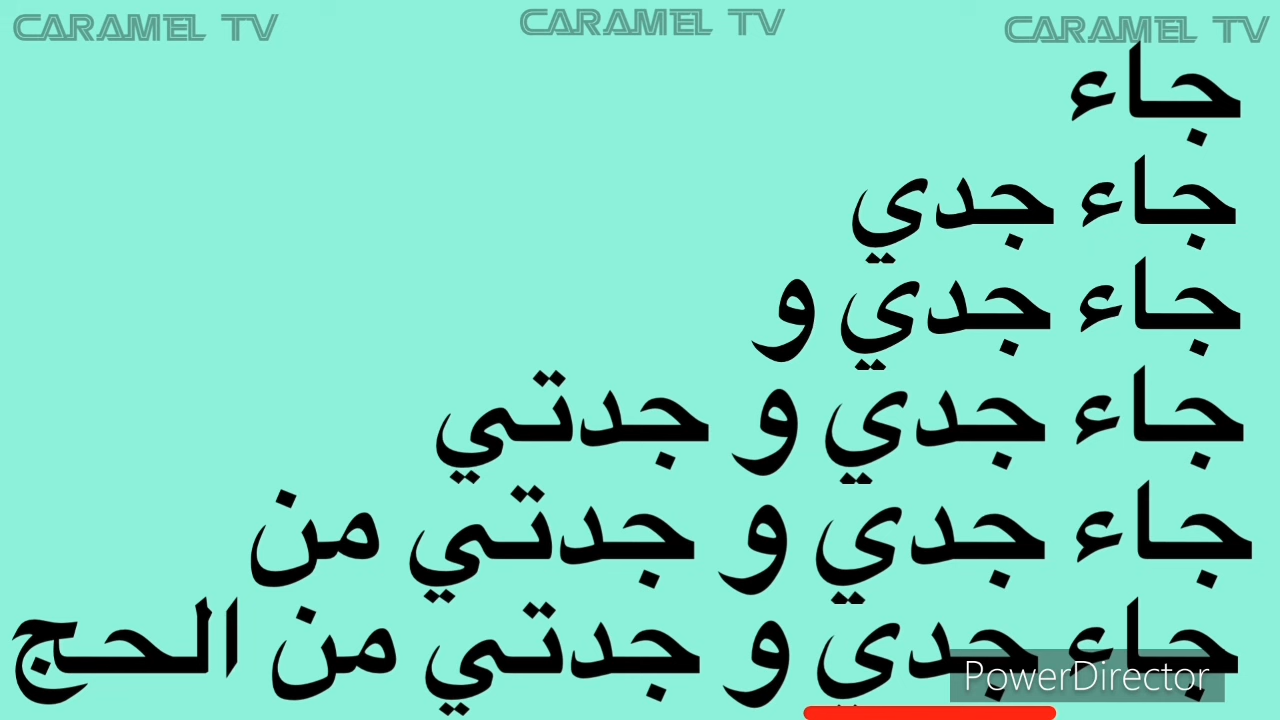 CARAMEL TV CARAMEL TV CARAMEL TV
جاء
جاء جدي
جاء جدي و
جاء جدي و جدتي
جاء جدي و جدتي من
جاء جدي و جدتي من الحج
PowerDirector